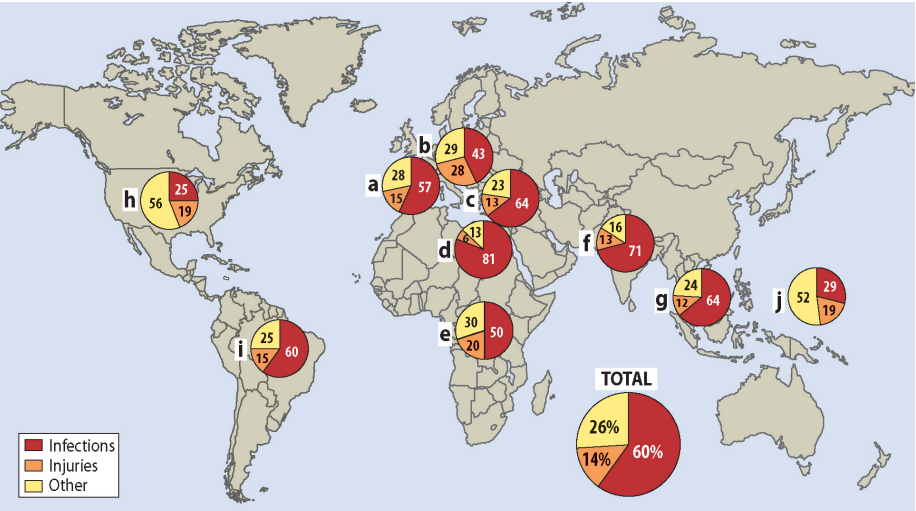 b
29
43
28
a
28
57
15
c
23
64
13
h
25
56
19
d
13
6
81
f
16
13
71
g
24
64
12
j
29
52
19
e
30
50
20
i
25
60
15
TOTAL
26%
60%
14%
Infections
Injuries
Other